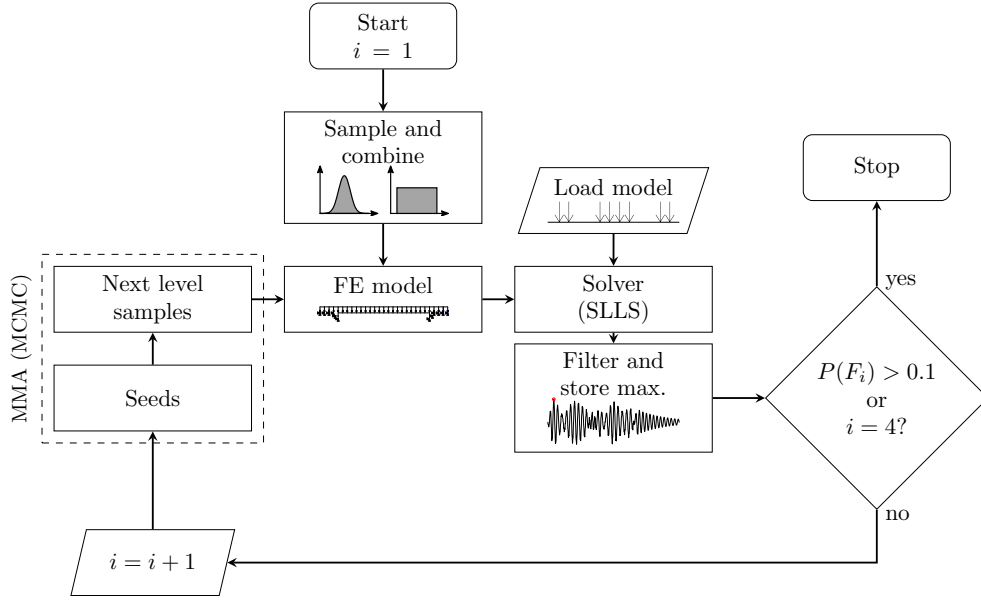 Start
i = 1
Sample and
combine
Load model
Stop
MMA (MCMC)
Next level
samples
FE model
Solver
(SLLS)
yes
Seeds
Filter and
store max.
P(F_i) > 0.1
or
i = 4?
no
i = i + 1